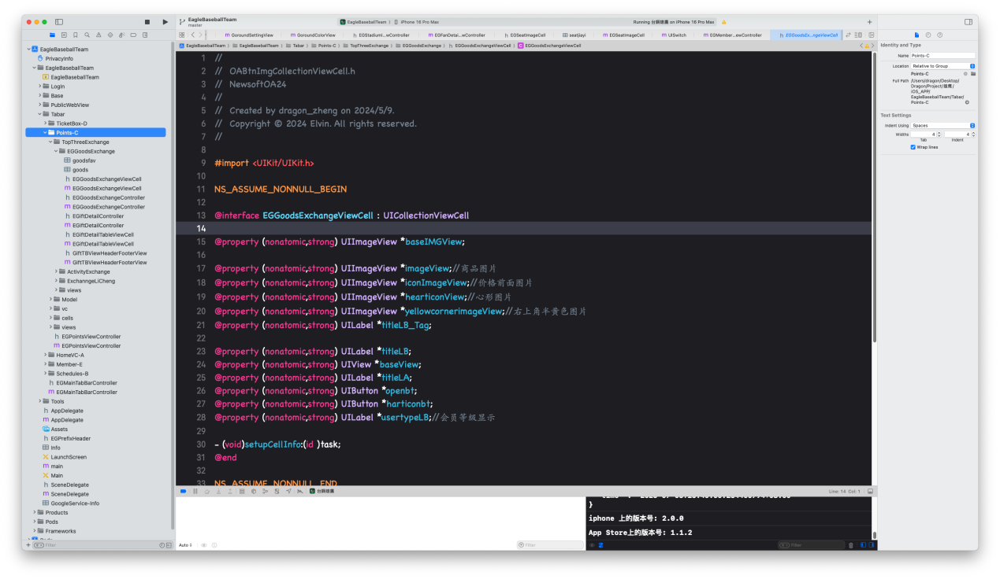 EagleBaseballTeam
master
EagleBaseballTeam
iPhone 16 Pro Max
Running 台鋼雄鷹 on iPhone 16 Pro Max
GoroundSettingView
GoroundColorView
EGStadiumI...wController
EGFanDetai...wController
EGSeatImageCell
seatjiayi
EGSeatImageCell
UISwitch
EGMember...ewController
EGGoodsEx...ngeViewCell
EagleBaseballTeam
EagleBaseballTeam
Tabar
Points-C
TopThreeExchange
EGGoodsExchange
EGGoodsExchangeViewCell
EGGoodsExchangeViewCell
EagleBaseballTeam
PrivacyInfo
EagleBaseballTeam
EagleBaseballTeam
Login
Base
PublicWebView
Tabar
TicketBox-D
Points-C
TopThreeExchange
EGGoodsExchange
goodsfav
goods
EGGoodsExchangeViewCell
EGGoodsExchangeViewCell
EGGoodsExchangeController
EGGoodsExchangeController
EGiftDetailController
EGiftDetailController
EGiftDetailTableViewCell
EGiftDetailTableViewCell
GiftTBViewHeaderFooterView
GiftTBViewHeaderFooterView
ActivityExchange
ExchanngeLiCheng
views
Model
vc
cells
views
EGPointsViewController
EGPointsViewController
HomeVC-A
Member-E
Schedules-B
EGMainTabBarController
EGMainTabBarController
Tools
AppDelegate
AppDelegate
Assets
EGPrefixHeader
Info
LaunchScreen
main
Main
SceneDelegate
SceneDelegate
GoogleService-Info
Products
Pods
Frameworks
Filter
1 //
2 // OABtnImgCollectionViewCell.h
3 // NewsoftOA24
4 //
5 // Created by dragon_zheng on 2024/5/9.
6 // Copyright © 2024 Elvin. All rights reserved.
7 //
8
9 #import <UIKit/UIKit.h>
10
11 NS_ASSUME_NONNULL_BEGIN
12
13 @interface EGGoodsExchangeViewCell : UICollectionViewCell
14
15 @property (nonatomic,strong) UIImageView *baseIMGView;
16
17 @property (nonatomic,strong) UIImageView *imageView;//商品图片
18 @property (nonatomic,strong) UIImageView *iconImageView;//价格前面图片
19 @property (nonatomic,strong) UIImageView *hearticonView;//心形图片
20 @property (nonatomic,strong) UIImageView *yellowcornerimageView;//右上角半黄色图片
21 @property (nonatomic,strong) UILabel *titleLB_Tag;
22
23 @property (nonatomic,strong) UILabel *titleLB;
24 @property (nonatomic,strong) UIView *baseView;
25 @property (nonatomic,strong) UILabel *titleLA;
26 @property (nonatomic,strong) UIButton *openbt;
27 @property (nonatomic,strong) UIButton *harticonbt;
28 @property (nonatomic,strong) UILabel *usertypeLB;//会员等级显示
29
30 - (void)setupCellInfo:(id )task;
31 @end
32
33 NS_ASSUME_NONNULL_END
台鋼雄鷹
Line: 14 Col: 1
}
iphone 上的版本号: 2.0.0
App Store上的版本号: 1.1.2
Auto
Filter
Filter
Identity and Type
Name Points-C
Location Relative to Group
Points-C
Full Path /Users/dragon/Desktop/
Dragon/Project/雄鹰/
iOS_APP/
EagleBaseballTeam/Tabar/
Points-C
Text Settings
Indent Using Spaces
Widths 4 4
Tab Indent
Wrap lines